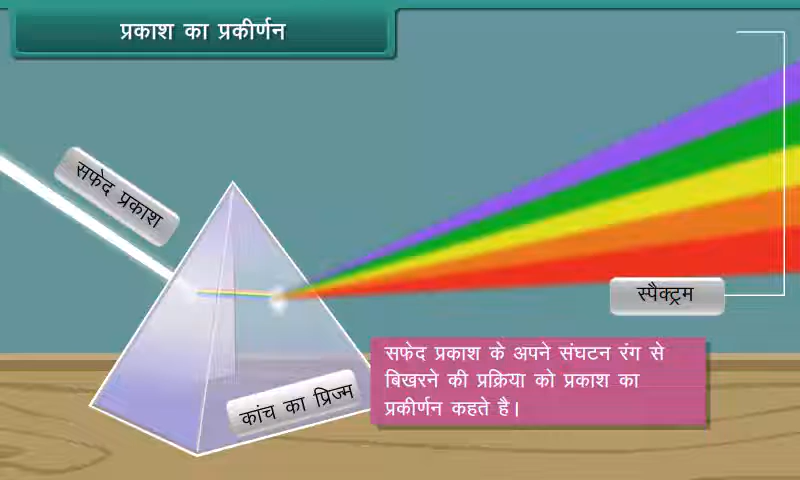 प्रकाश का प्रकीर्णन
सफेद प्रकाश
स्पैक्ट्रम
सफेद प्रकाश के अपने संघटन रंग से
बिखरने की प्रक्रिया को प्रकाश का
प्रकीर्णन कहते है।
कांच का प्रिज्म